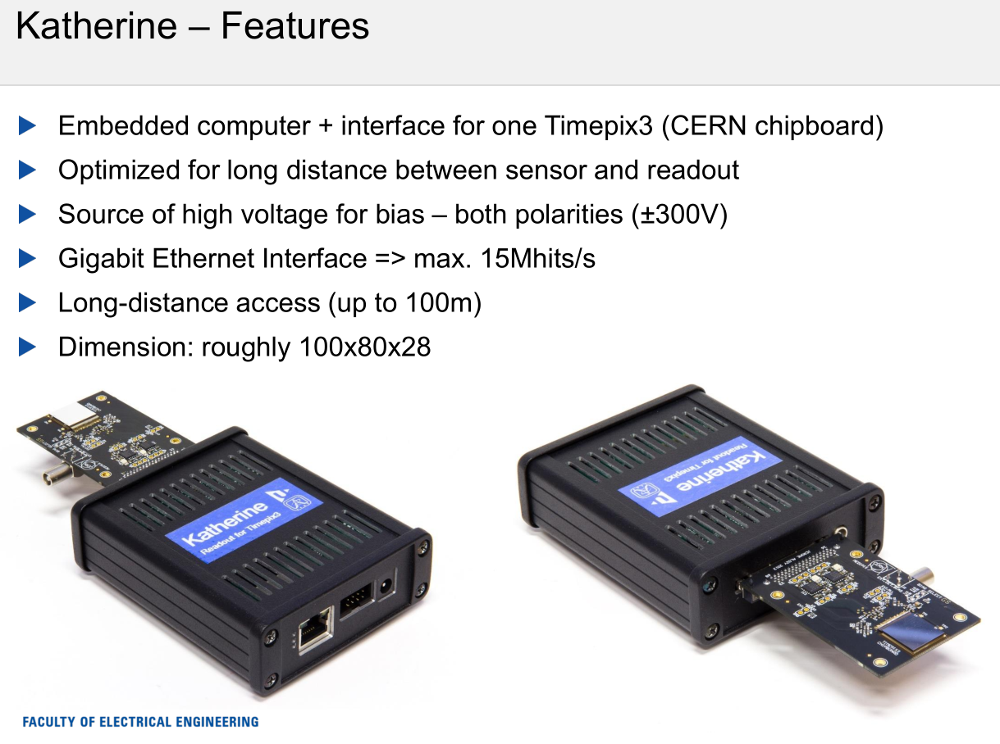 Katherine – Features
Embedded computer + interface for one Timepix3 (CERN chipboard)
Optimized for long distance between sensor and readout
Source of high voltage for bias – both polarities (±300V)
Gigabit Ethernet Interface => max. 15Mhits/s
Long-distance access (up to 100m)
Dimension: roughly 100x80x28
Katherine
Readout for Timepix3
Katherine
Readout for Timepix3
FACULTY OF ELECTRICAL ENGINEERING